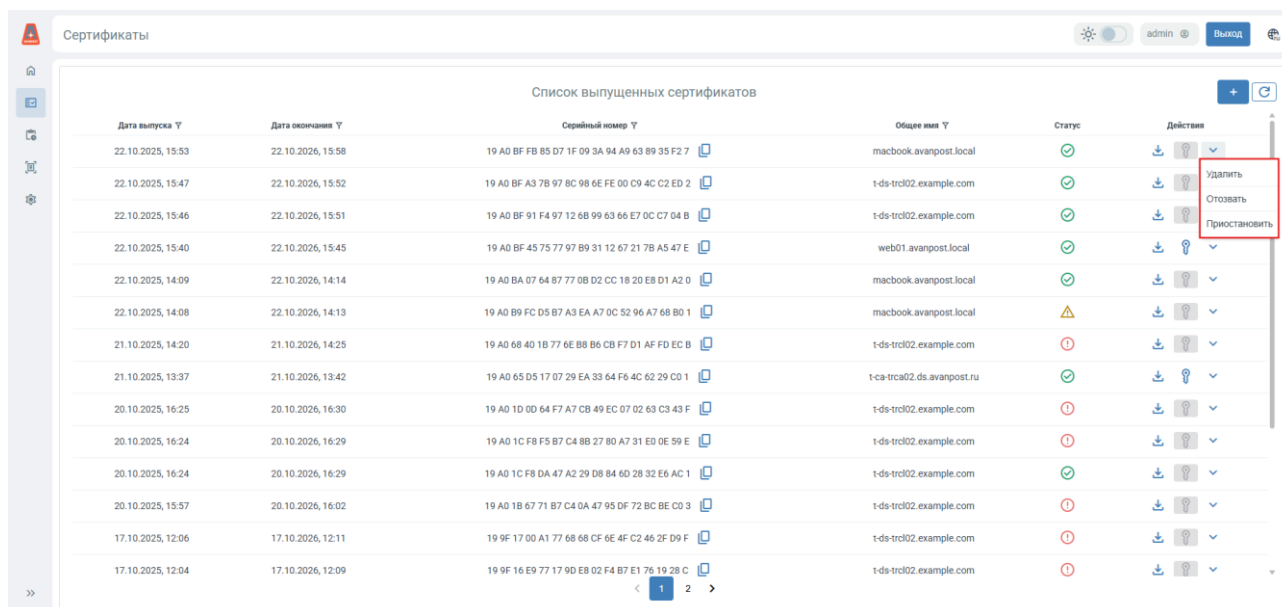 Сертификаты
admin
Выход
Список выпущенных сертификатов
+
Дата выпуска Дата окончания Серийный номер Общее имя Статус Действия
22.10.2025, 15:53 22.10.2026, 15:58 19 A0 BF FB 85 D7 1F 09 3A 94 A9 63 89 35 F2 7 macbook.avanpost.local
Удалить
22.10.2025, 15:47 22.10.2026, 15:52 19 A0 BF A3 7B 97 8C 98 6E FE 00 C9 4C C2 ED 2 t-ds-trcl02.example.com
Отозвать
22.10.2025, 15:46 22.10.2026, 15:51 19 A0 BF 91 F4 97 12 6B 99 63 66 E7 0C C7 04 B t-ds-trcl02.example.com
Приостановить
22.10.2025, 15:40 22.10.2026, 15:45 19 A0 BF 45 75 77 97 B9 31 12 67 21 7B A5 47 E web01.avanpost.local
22.10.2025, 14:09 22.10.2026, 14:14 19 A0 BA 07 64 87 77 0B D2 CC 18 20 E8 D1 A2 0 macbook.avanpost.local
22.10.2025, 14:08 22.10.2026, 14:13 19 A0 B9 FC D5 B7 A3 EA A7 0C 52 96 A7 68 B0 1 macbook.avanpost.local
21.10.2025, 14:20 21.10.2026, 14:25 19 A0 68 40 1B 77 6E B8 B6 CB F7 D1 AF FD EC B t-ds-trcl02.example.com
21.10.2025, 13:37 21.10.2026, 13:42 19 A0 65 D5 17 07 29 EA 33 64 F6 4C 62 29 C0 1 t-ca-trca02.ds.avanpost.ru
20.10.2025, 16:25 20.10.2026, 16:30 19 A0 1D 0D 64 F7 A7 CB 49 EC 07 02 63 C3 43 F t-ds-trcl02.example.com
20.10.2025, 16:24 20.10.2026, 16:29 19 A0 1C F8 F5 B7 C4 8B 27 80 A7 31 E0 0E 59 E t-ds-trcl02.example.com
20.10.2025, 16:24 20.10.2026, 16:29 19 A0 1C F8 DA 47 A2 29 D8 84 6D 28 32 E6 AC 1 t-ds-trcl02.example.com
20.10.2025, 15:57 20.10.2026, 16:02 19 A0 1B 67 71 B7 C4 0A 47 95 DF 72 BC BE C0 3 t-ds-trcl02.example.com
17.10.2025, 12:06 17.10.2026, 12:11 19 9F 17 00 A1 77 68 68 CF 6E 4F C2 46 2F D9 F t-ds-trcl02.example.com
17.10.2025, 12:04 17.10.2026, 12:09 19 9F 16 E9 77 17 9D E8 02 F4 B7 E1 76 19 28 C t-ds-trcl02.example.com
1 2